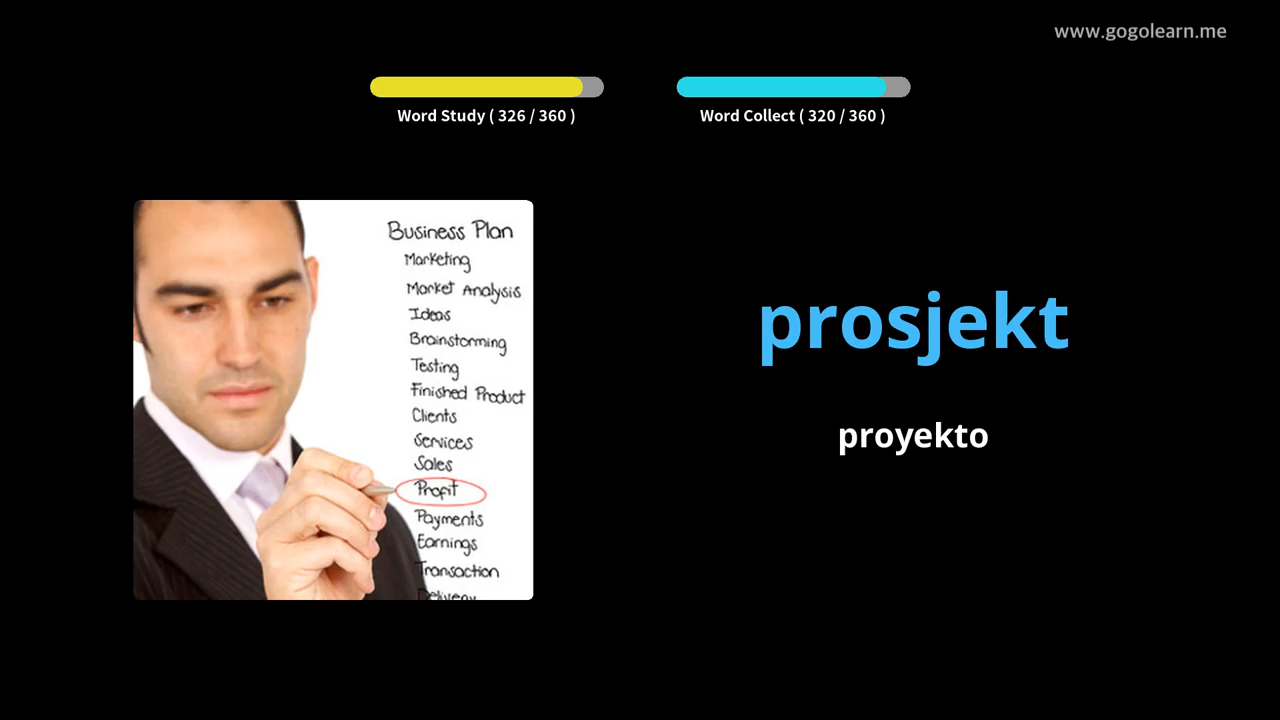 www.gogolearn.me
Word Study ( 326 / 360 )
Word Collect ( 320 / 360 )
Business Plan
Marketing
Market Analysis
Ideas
Brainstorming
Testing
Finished Product
Clients
Services
Sales
Profit
Payments
Earnings
Transaction
Delivery
prosjekt
proyekto